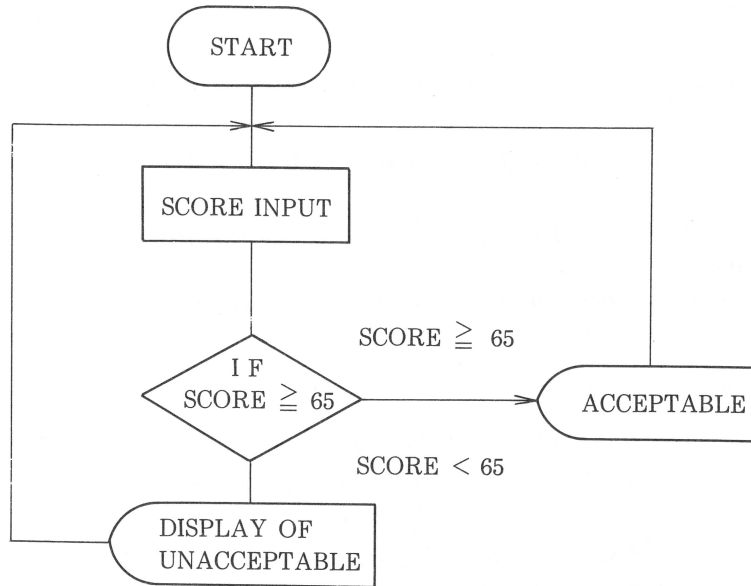 START
SCORE INPUT
SCORE ≧ 65
I F
SCORE ≧ 65
ACCEPTABLE
SCORE < 65
DISPLAY OF
UNACCEPTABLE